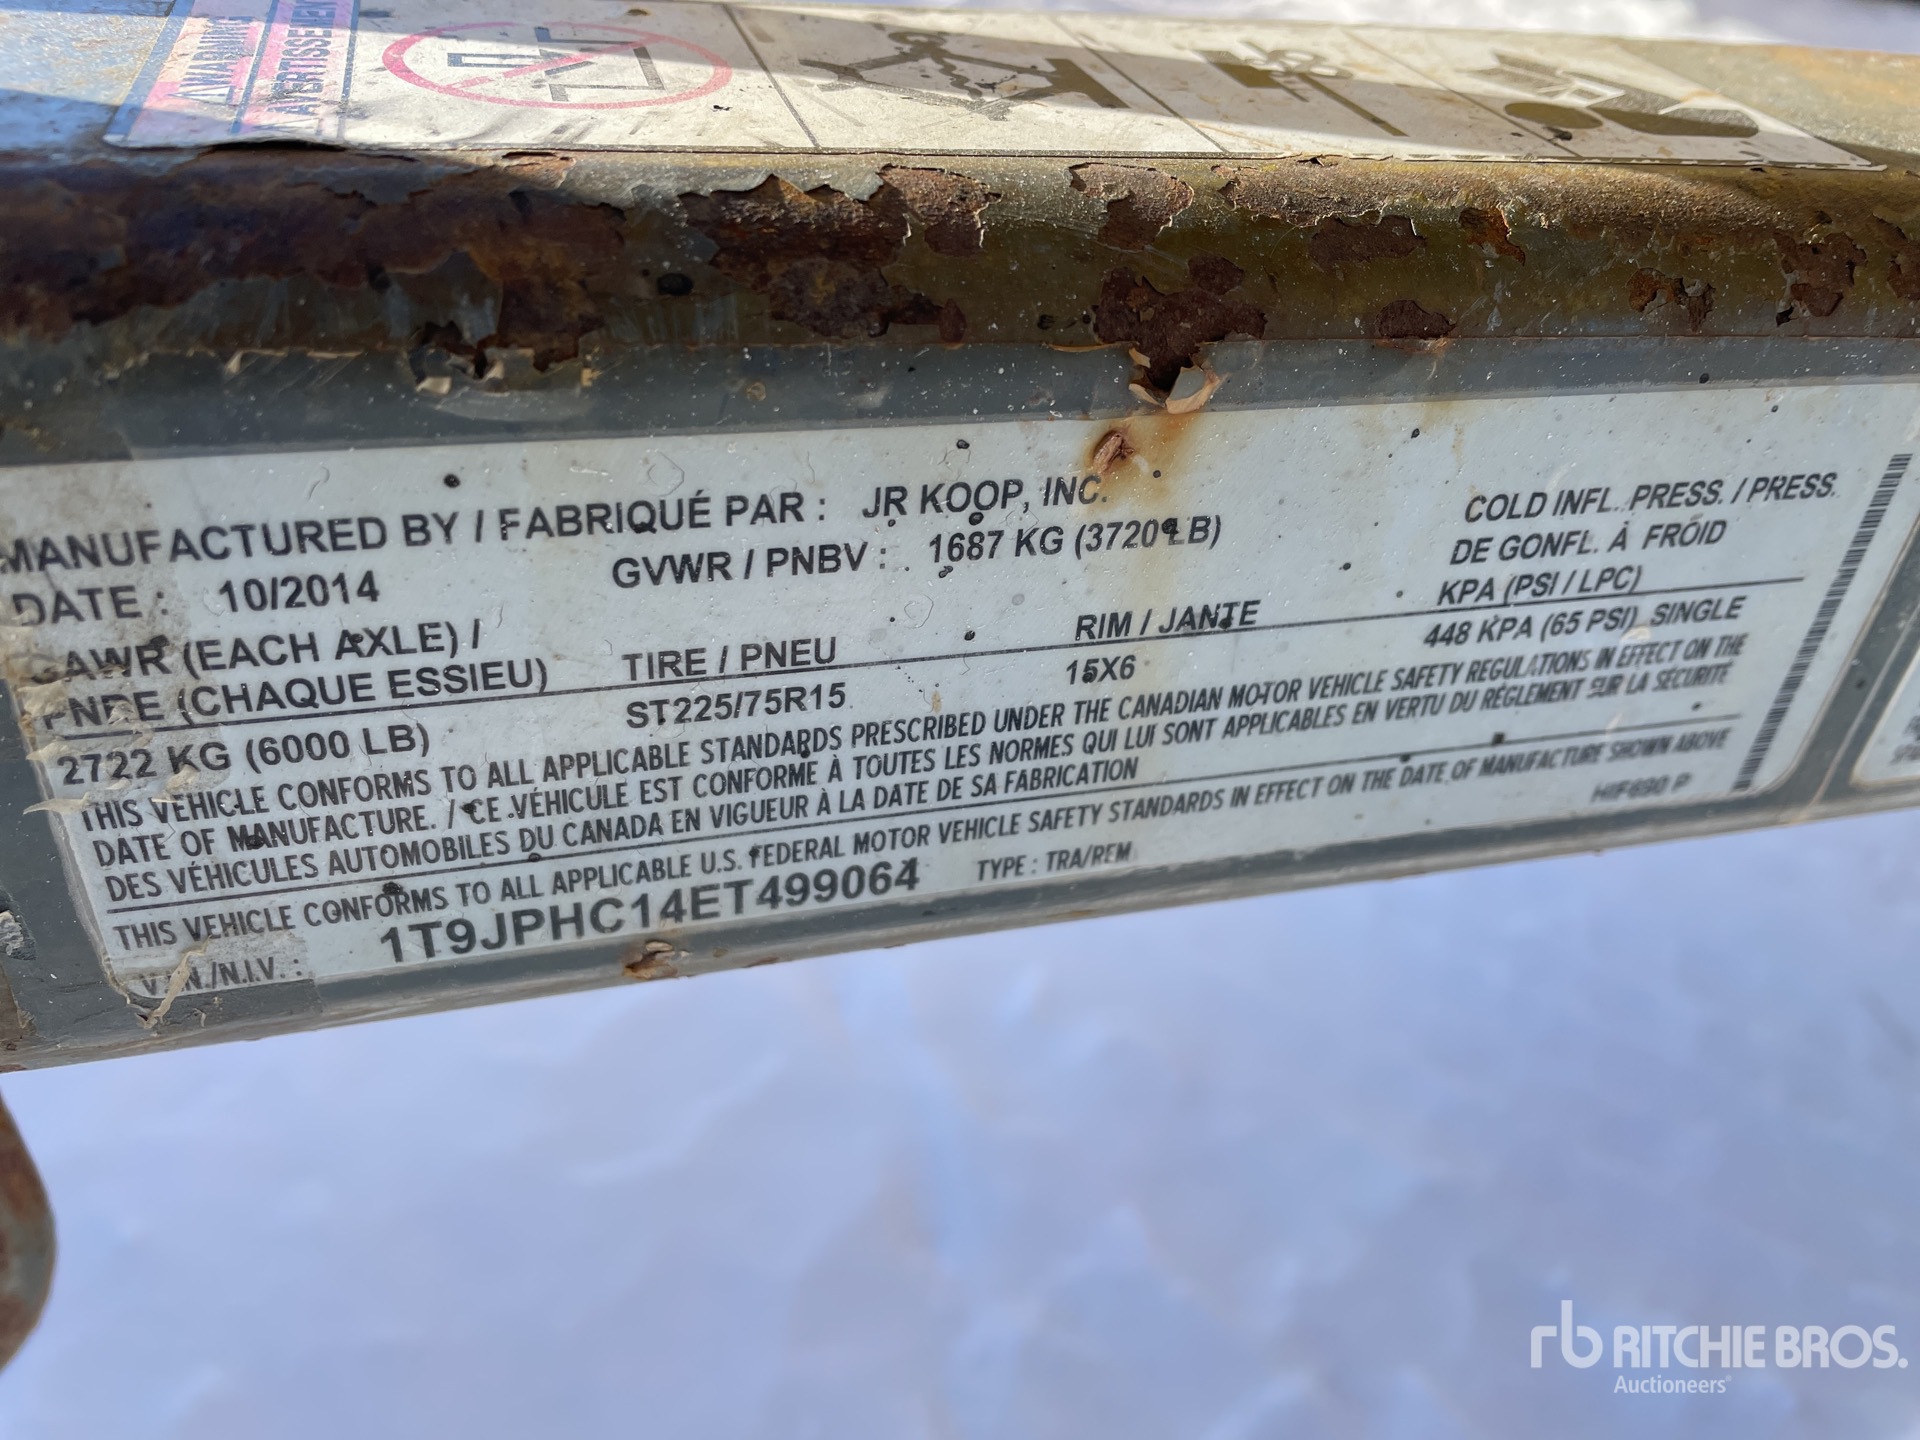 WARNING
AVERTISSEMENT
MANUFACTURED BY / FABRIQUÉ PAR : JR KOOP, INC.
DATE : 10/2014 GVWR / PNBV : 1687 KG (3720 LB)
COLD INFL. PRESS. / PRESS.
DE GONFL. À FROID
KPA (PSI / LPC)
GAWR (EACH AXLE) /
PNBE (CHAQUE ESSIEU) TIRE / PNEU RIM / JANTE
2722 KG (6000 LB) ST225/75R15 15X6 448 KPA (65 PSI) SINGLE
THIS VEHICLE CONFORMS TO ALL APPLICABLE STANDARDS PRESCRIBED UNDER THE CANADIAN MOTOR VEHICLE SAFETY REGULATIONS IN EFFECT ON THE
DATE OF MANUFACTURE. / CE VÉHICULE EST CONFORME À TOUTES LES NORMES QUI LUI SONT APPLICABLES EN VERTU DU RÉGLEMENT SUR LA SÉCURITÉ
DES VÉHICULES AUTOMOBILES DU CANADA EN VIGUEUR À LA DATE DE SA FABRICATION
THIS VEHICLE CONFORMS TO ALL APPLICABLE U.S. FEDERAL MOTOR VEHICLE SAFETY STANDARDS IN EFFECT ON THE DATE OF MANUFACTURE SHOWN ABOVE
V.I.N./N.I.V. : 1T9JPHC14ET499064 TYPE : TRA/REM HIF690 P
rb RITCHIE BROS.
Auctioneers